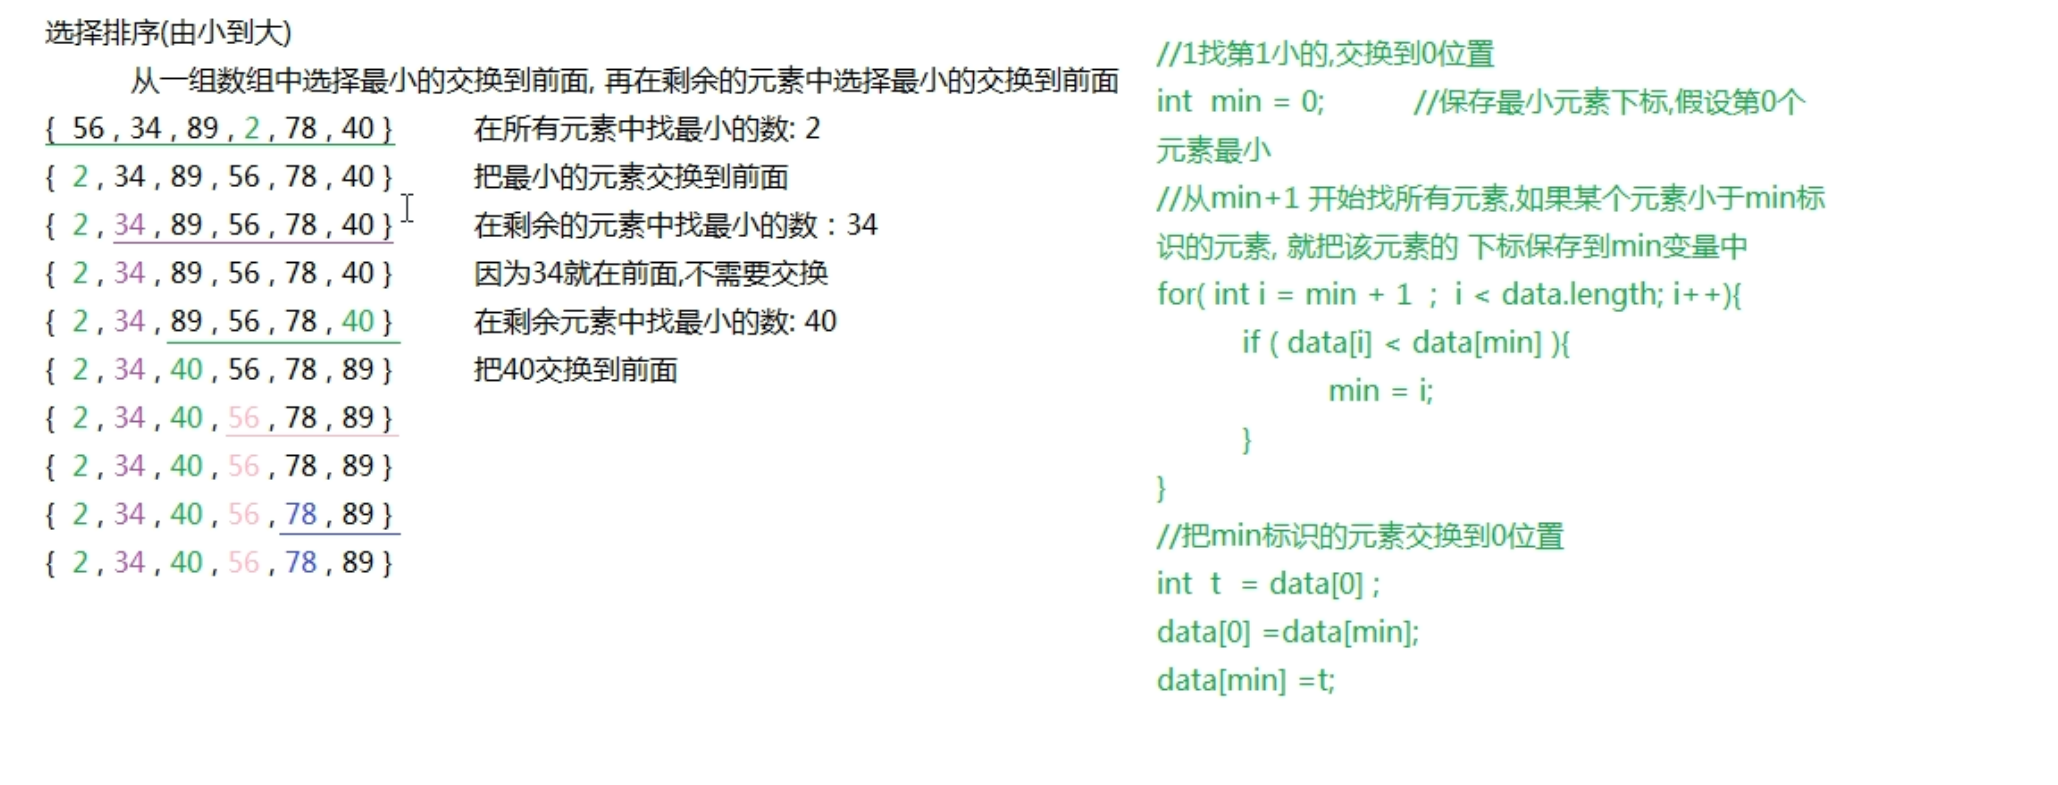 选择排序(由小到大)
从一组数组中选择最小的交换到前面, 再在剩余的元素中选择最小的交换到前面
{ 56 , 34 , 89 , 2 , 78 , 40 } 在所有元素中找最小的数: 2
{ 2 , 34 , 89 , 56 , 78 , 40 } 把最小的元素交换到前面
{ 2 , 34 , 89 , 56 , 78 , 40 } 在剩余的元素中找最小的数：34
{ 2 , 34 , 89 , 56 , 78 , 40 } 因为34就在前面,不需要交换
{ 2 , 34 , 89 , 56 , 78 , 40 } 在剩余元素中找最小的数: 40
{ 2 , 34 , 40 , 56 , 78 , 89 } 把40交换到前面
{ 2 , 34 , 40 , 56 , 78 , 89 }
{ 2 , 34 , 40 , 56 , 78 , 89 }
{ 2 , 34 , 40 , 56 , 78 , 89 }
{ 2 , 34 , 40 , 56 , 78 , 89 }
//1找第1小的,交换到0位置
int min = 0; //保存最小元素下标,假设第0个
元素最小
//从min+1 开始找所有元素,如果某个元素小于min标
识的元素, 就把该元素的 下标保存到min变量中
for( int i = min + 1 ; i < data.length; i++){
if ( data[i] < data[min] ){
min = i;
}
}
//把min标识的元素交换到0位置
int t = data[0] ;
data[0] =data[min];
data[min] =t;